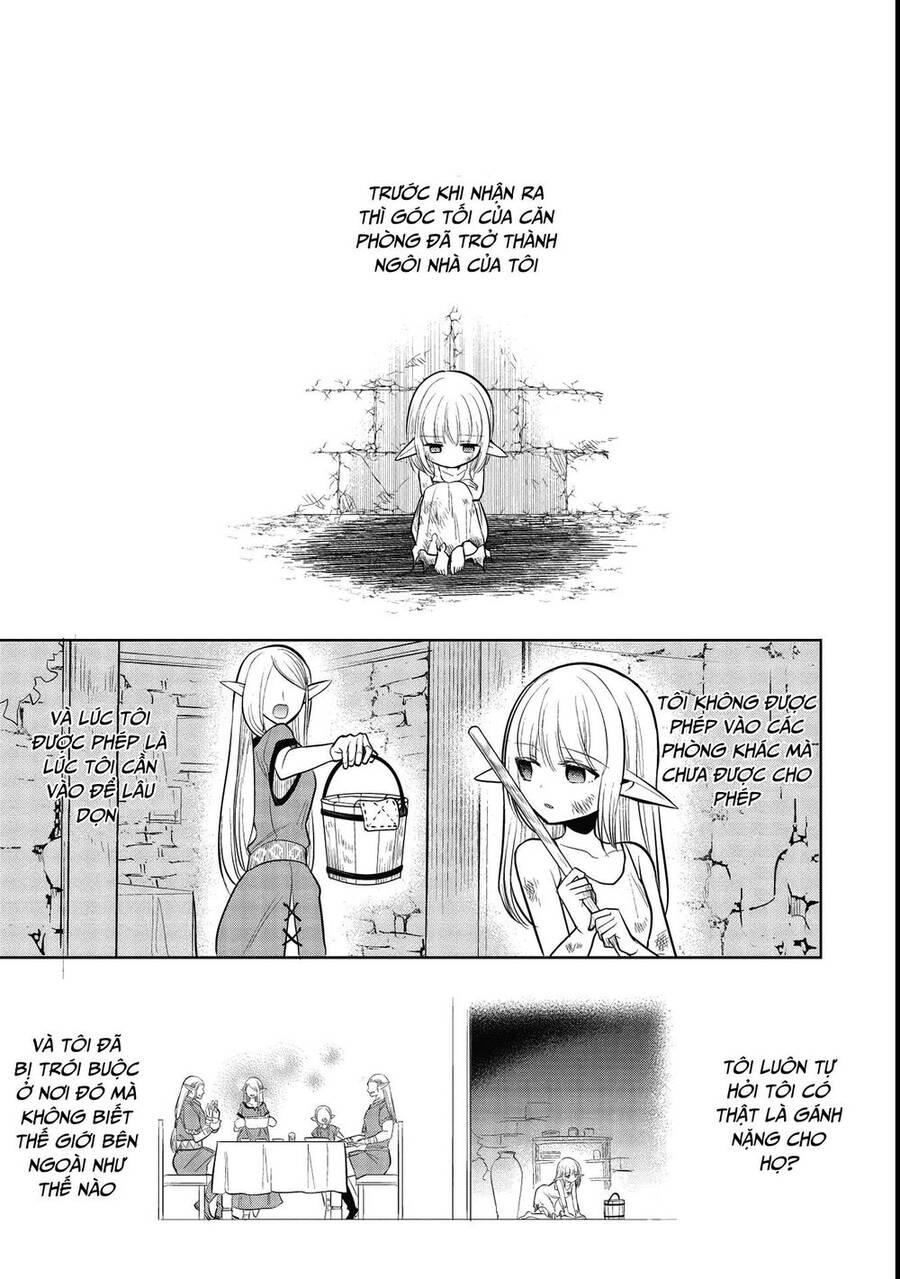 TRƯỚC KHI NHẬN RA
THÌ GÓC TỐI CỦA CĂN
PHÒNG ĐÃ TRỞ THÀNH
NGÔI NHÀ CỦA TÔI
TÔI KHÔNG ĐƯỢC
PHÉP VÀO CÁC
PHÒNG KHÁC MÀ
CHƯA ĐƯỢC CHO
PHÉP
VÀ LÚC TÔI
ĐƯỢC PHÉP LÀ
LÚC TÔI CẦN
VÀO ĐỂ LÂU
DỌN
TÔI LUÔN TỰ
HỎI TÔI CÓ
THẬT LÀ GÁNH
NẶNG CHO
HỌ?
VÀ TÔI ĐÃ
BỊ TRÓI BUỘC
Ở NƠI ĐÓ MÀ
KHÔNG BIẾT
THẾ GIỚI BÊN
NGOÀI NHƯ
THẾ NÀO